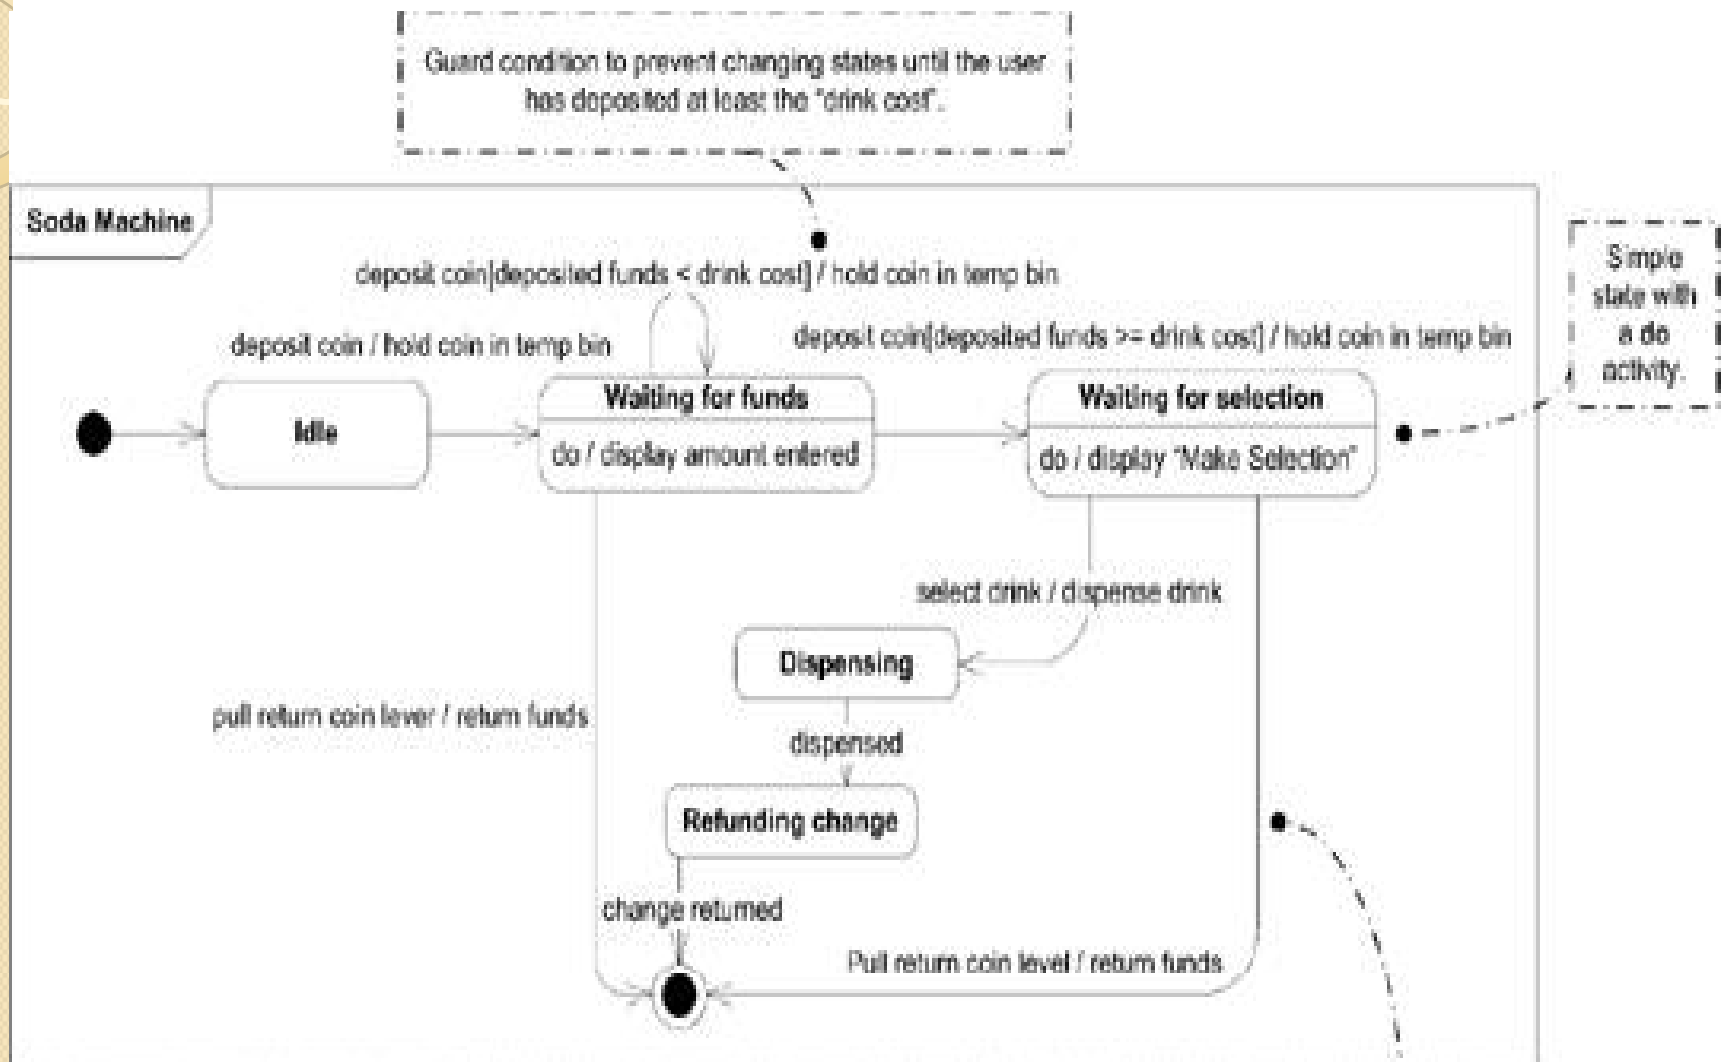 Guard condition to prevent changing states until the user
has deposited at least the "drink cost".
Soda Machine
deposit coin[deposited funds < drink cost] / hold coin in temp bin
Simple
state with
a do
activity.
deposit coin / hold coin in temp bin
deposit coin[deposited funds >= drink cost] / hold coin in temp bin
Idle
Waiting for funds
do / display amount entered
Waiting for selection
do / display "Make Selection"
select drink / dispense drink
Dispensing
pull return coin lever / return funds
dispensed
Refunding change
change returned
Pull return coin level / return funds